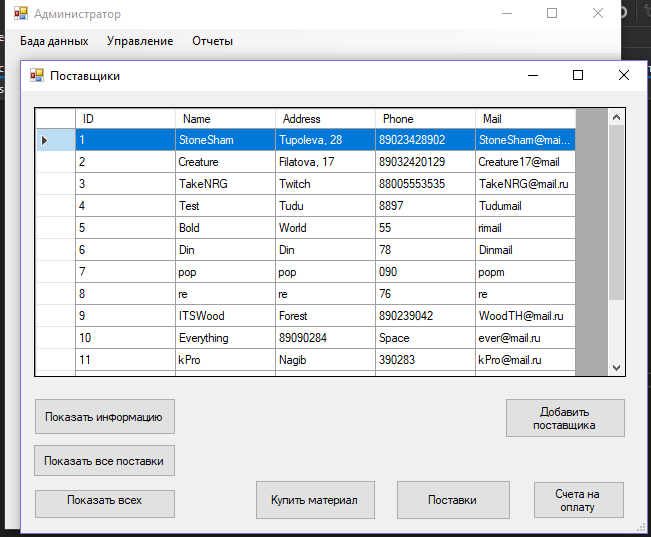 Администратор
База данных Управление Отчеты
Поставщики
ID Name Address Phone Mail
1 StoneSham Tupoleva, 28 89023428902 StoneSham@mai...
2 Creature Filatova, 17 89032420129 Creature17@mail
3 TakeNRG Twitch 88005553535 TakeNRG@mail.ru
4 Test Tudu 8897 Tudumail
5 Bold World 55 rimail
6 Din Din 78 Dinmail
7 pop pop 090 popm
8 re re 76 re
9 ITSWood Forest 890239042 WoodTH@mail.ru
10 Everything 89090284 Space ever@mail.ru
11 kPro Nagib 390283 kPro@mail.ru
Показать информацию
Добавить
поставщика
Показать все поставки
Показать всех
Купить материал
Поставки
Счета на
оплату